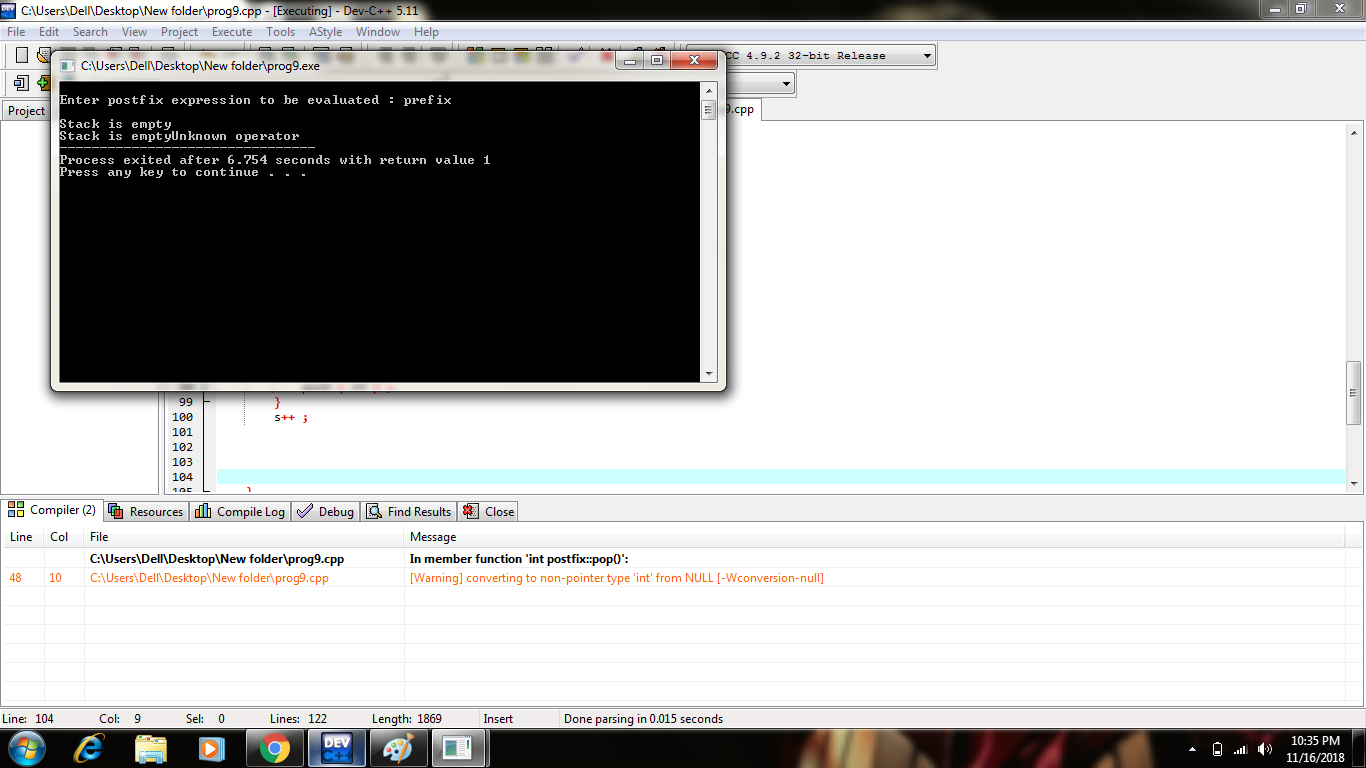 C:\Users\Dell\Desktop\New folder\prog9.cpp - [Executing] - Dev-C++ 5.11
File Edit Search View Project Execute Tools AStyle Window Help
CC 4.9.2 32-bit Release
C:\Users\Dell\Desktop\New folder\prog9.exe
Project
9.cpp
Enter postfix expression to be evaluated : prefix
Stack is empty
Stack is emptyUnknown operator
--------------------------------
Process exited after 6.754 seconds with return value 1
Press any key to continue . . .
99 }
100 s++ ;
101
102
103
104
105 }
Compiler (2) Resources Compile Log Debug Find Results Close
Line Col File Message
C:\Users\Dell\Desktop\New folder\prog9.cpp In member function 'int postfix::pop()':
48 10 C:\Users\Dell\Desktop\New folder\prog9.cpp [Warning] converting to non-pointer type 'int' from NULL [-Wconversion-null]
Line: 104 Col: 9 Sel: 0 Lines: 122 Length: 1869 Insert Done parsing in 0.015 seconds
DEV C++
10:35 PM
11/16/2018